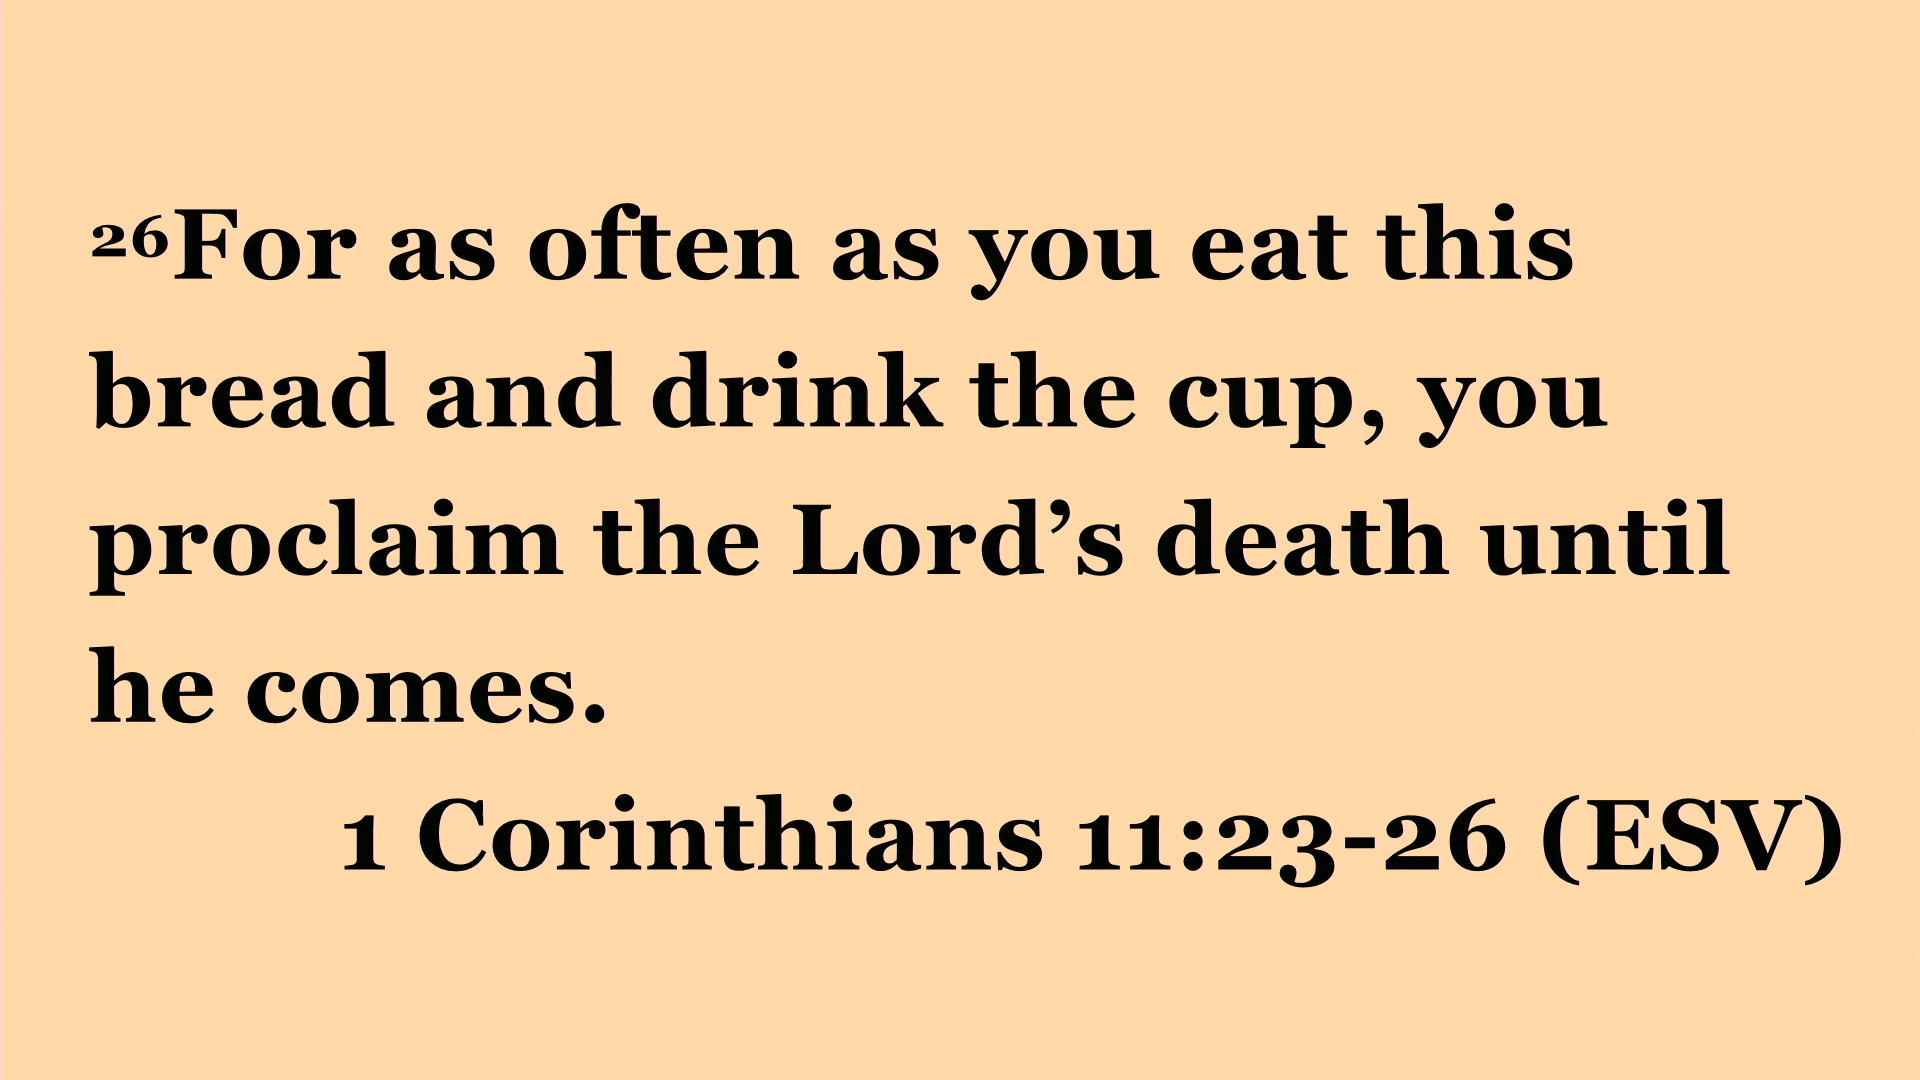 ²⁶For as often as you eat this
bread and drink the cup, you
proclaim the Lord’s death until
he comes.
1 Corinthians 11:23-26 (ESV)